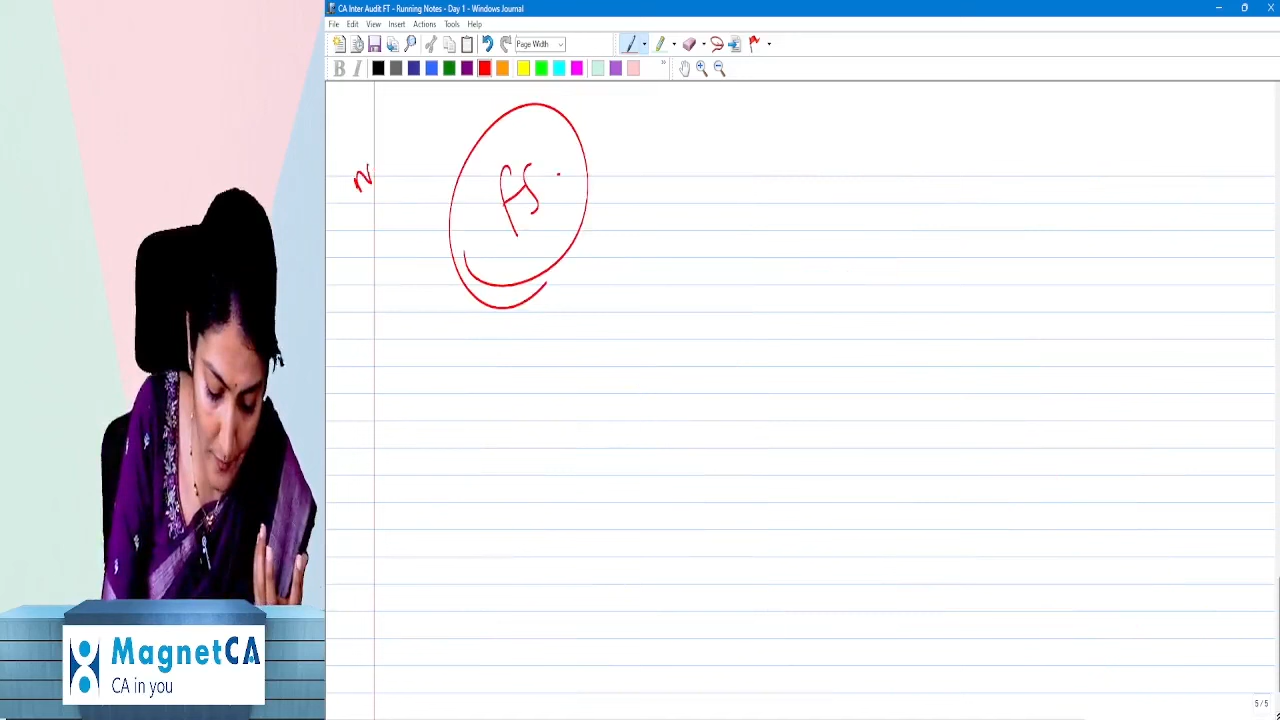 CA Inter Audit FT - Running Notes - Day 1 - Windows Journal
File Edit View Insert Actions Tools Help
Page Width
B I
N
FS
MagnetCA
CA in you
5/5